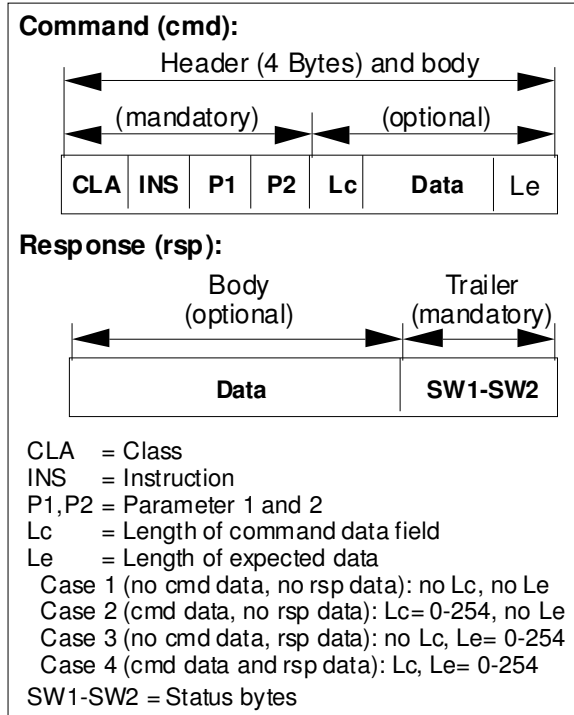 Command (cmd):
Header (4 Bytes) and body
(mandatory) (optional)
CLA INS P1 P2 Lc Data Le
Response (rsp):
Body Trailer
(optional) (mandatory)
Data SW1-SW2
CLA = Class
INS = Instruction
P1,P2 = Parameter 1 and 2
Lc = Length of command data field
Le = Length of expected data
Case 1 (no cmd data, no rsp data): no Lc, no Le
Case 2 (cmd data, no rsp data): Lc= 0-254, no Le
Case 3 (no cmd data, rsp data): no Lc, Le= 0-254
Case 4 (cmd data and rsp data): Lc, Le= 0-254
SW1-SW2 = Status bytes